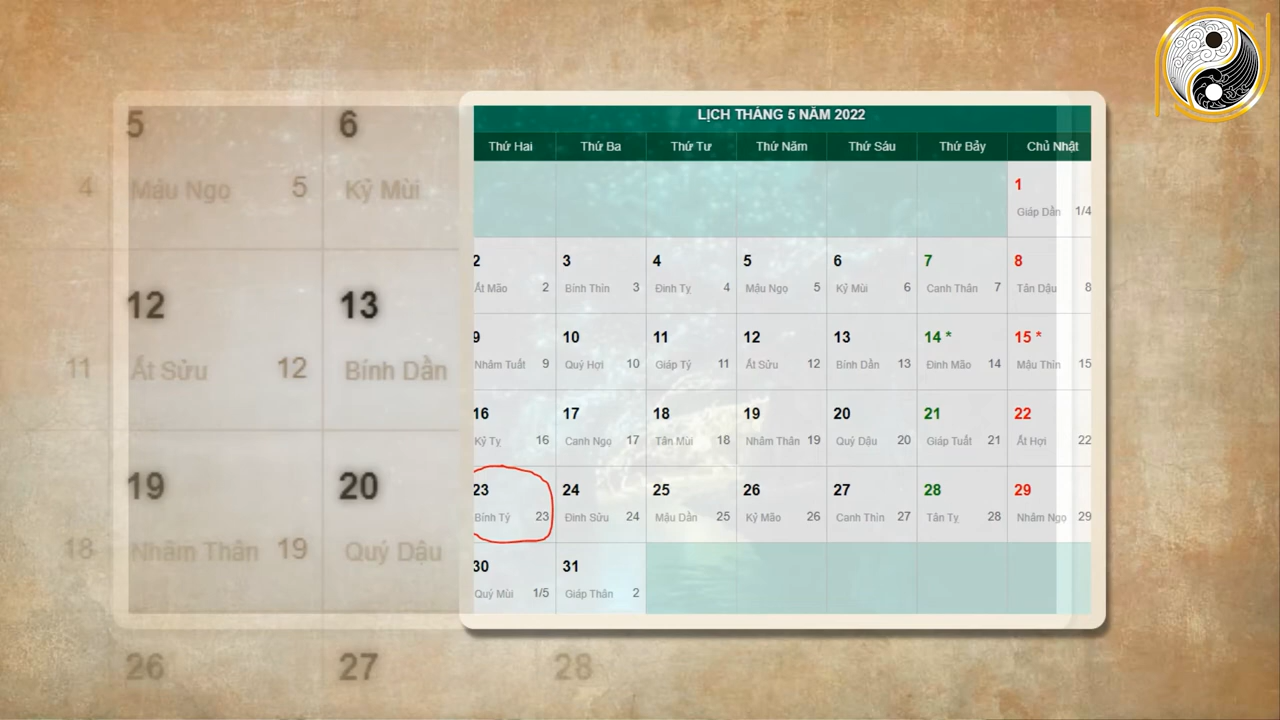 LỊCH THÁNG 5 NĂM 2022
Thứ Hai Thứ Ba Thứ Tư Thứ Năm Thứ Sáu Thứ Bảy Chủ Nhật
1
Giáp Dần 1/4
2 3 4 5 6 7 8
Ất Mão 2 Bính Thìn 3 Đinh Tỵ 4 Mậu Ngọ 5 Kỷ Mùi 6 Canh Thân 7 Tân Dậu 8
9 10 11 12 13 14 * 15 *
Nhâm Tuất 9 Quý Hợi 10 Giáp Tý 11 Ất Sửu 12 Bính Dần 13 Đinh Mão 14 Mậu Thìn 15
16 17 18 19 20 21 22
Kỷ Tỵ 16 Canh Ngọ 17 Tân Mùi 18 Nhâm Thân 19 Quý Dậu 20 Giáp Tuất 21 Ất Hợi 22
23 24 25 26 27 28 29
Bính Tý 23 Đinh Sửu 24 Mậu Dần 25 Kỷ Mão 26 Canh Thìn 27 Tân Tỵ 28 Nhâm Ngọ 29
30 31
Quý Mùi 1/5 Giáp Thân 2
5 6
4 Mậu Ngọ 5 Kỷ Mùi
12 13
11 Ất Sửu 12 Bính Dần
19 20
18 Nhâm Thân 19 Quý Dậu
26 27 28